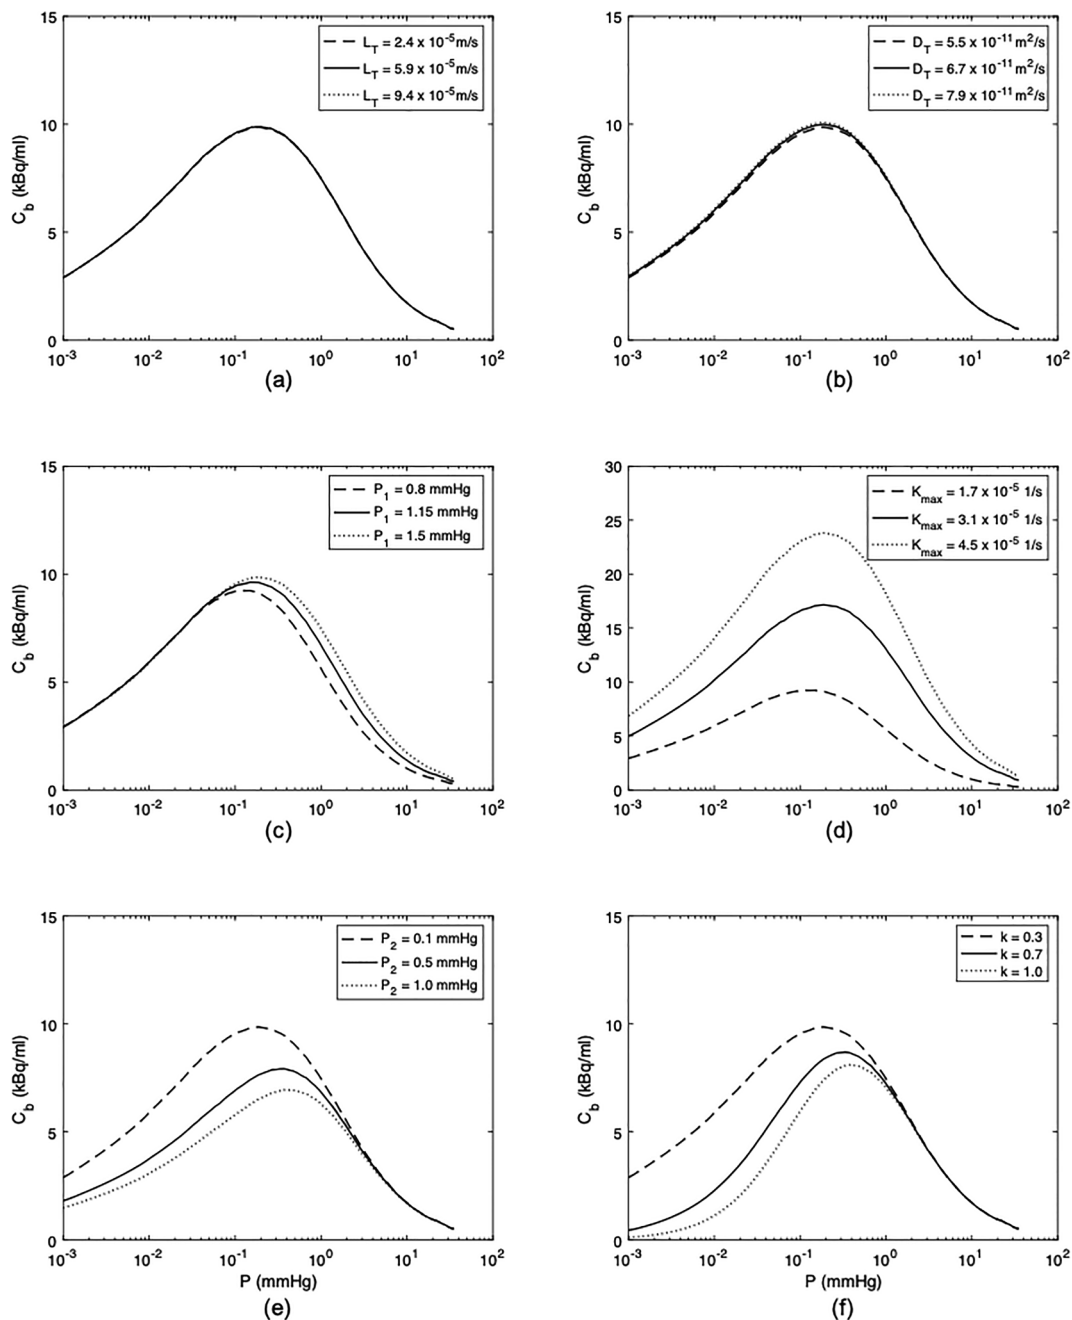 15
10
5
0
C_b (kBq/ml)
L_T = 2.4 x 10^-5 m/s
L_T = 5.9 x 10^-5 m/s
L_T = 9.4 x 10^-5 m/s
10^-3 10^-2 10^-1 10^0 10^1 10^2
(a)
15
10
5
0
C_b (kBq/ml)
D_T = 5.5 x 10^-11 m^2/s
D_T = 6.7 x 10^-11 m^2/s
D_T = 7.9 x 10^-11 m^2/s
10^-3 10^-2 10^-1 10^0 10^1 10^2
(b)
15
10
5
0
C_b (kBq/ml)
P_1 = 0.8 mmHg
P_1 = 1.15 mmHg
P_1 = 1.5 mmHg
10^-3 10^-2 10^-1 10^0 10^1 10^2
(c)
30
25
20
15
10
5
0
C_b (kBq/ml)
K_max = 1.7 x 10^-5 1/s
K_max = 3.1 x 10^-5 1/s
K_max = 4.5 x 10^-5 1/s
10^-3 10^-2 10^-1 10^0 10^1 10^2
(d)
15
10
5
0
C_b (kBq/ml)
P_2 = 0.1 mmHg
P_2 = 0.5 mmHg
P_2 = 1.0 mmHg
10^-3 10^-2 10^-1 10^0 10^1 10^2
P (mmHg)
(e)
15
10
5
0
C_b (kBq/ml)
k = 0.3
k = 0.7
k = 1.0
10^-3 10^-2 10^-1 10^0 10^1 10^2
P (mmHg)
(f)